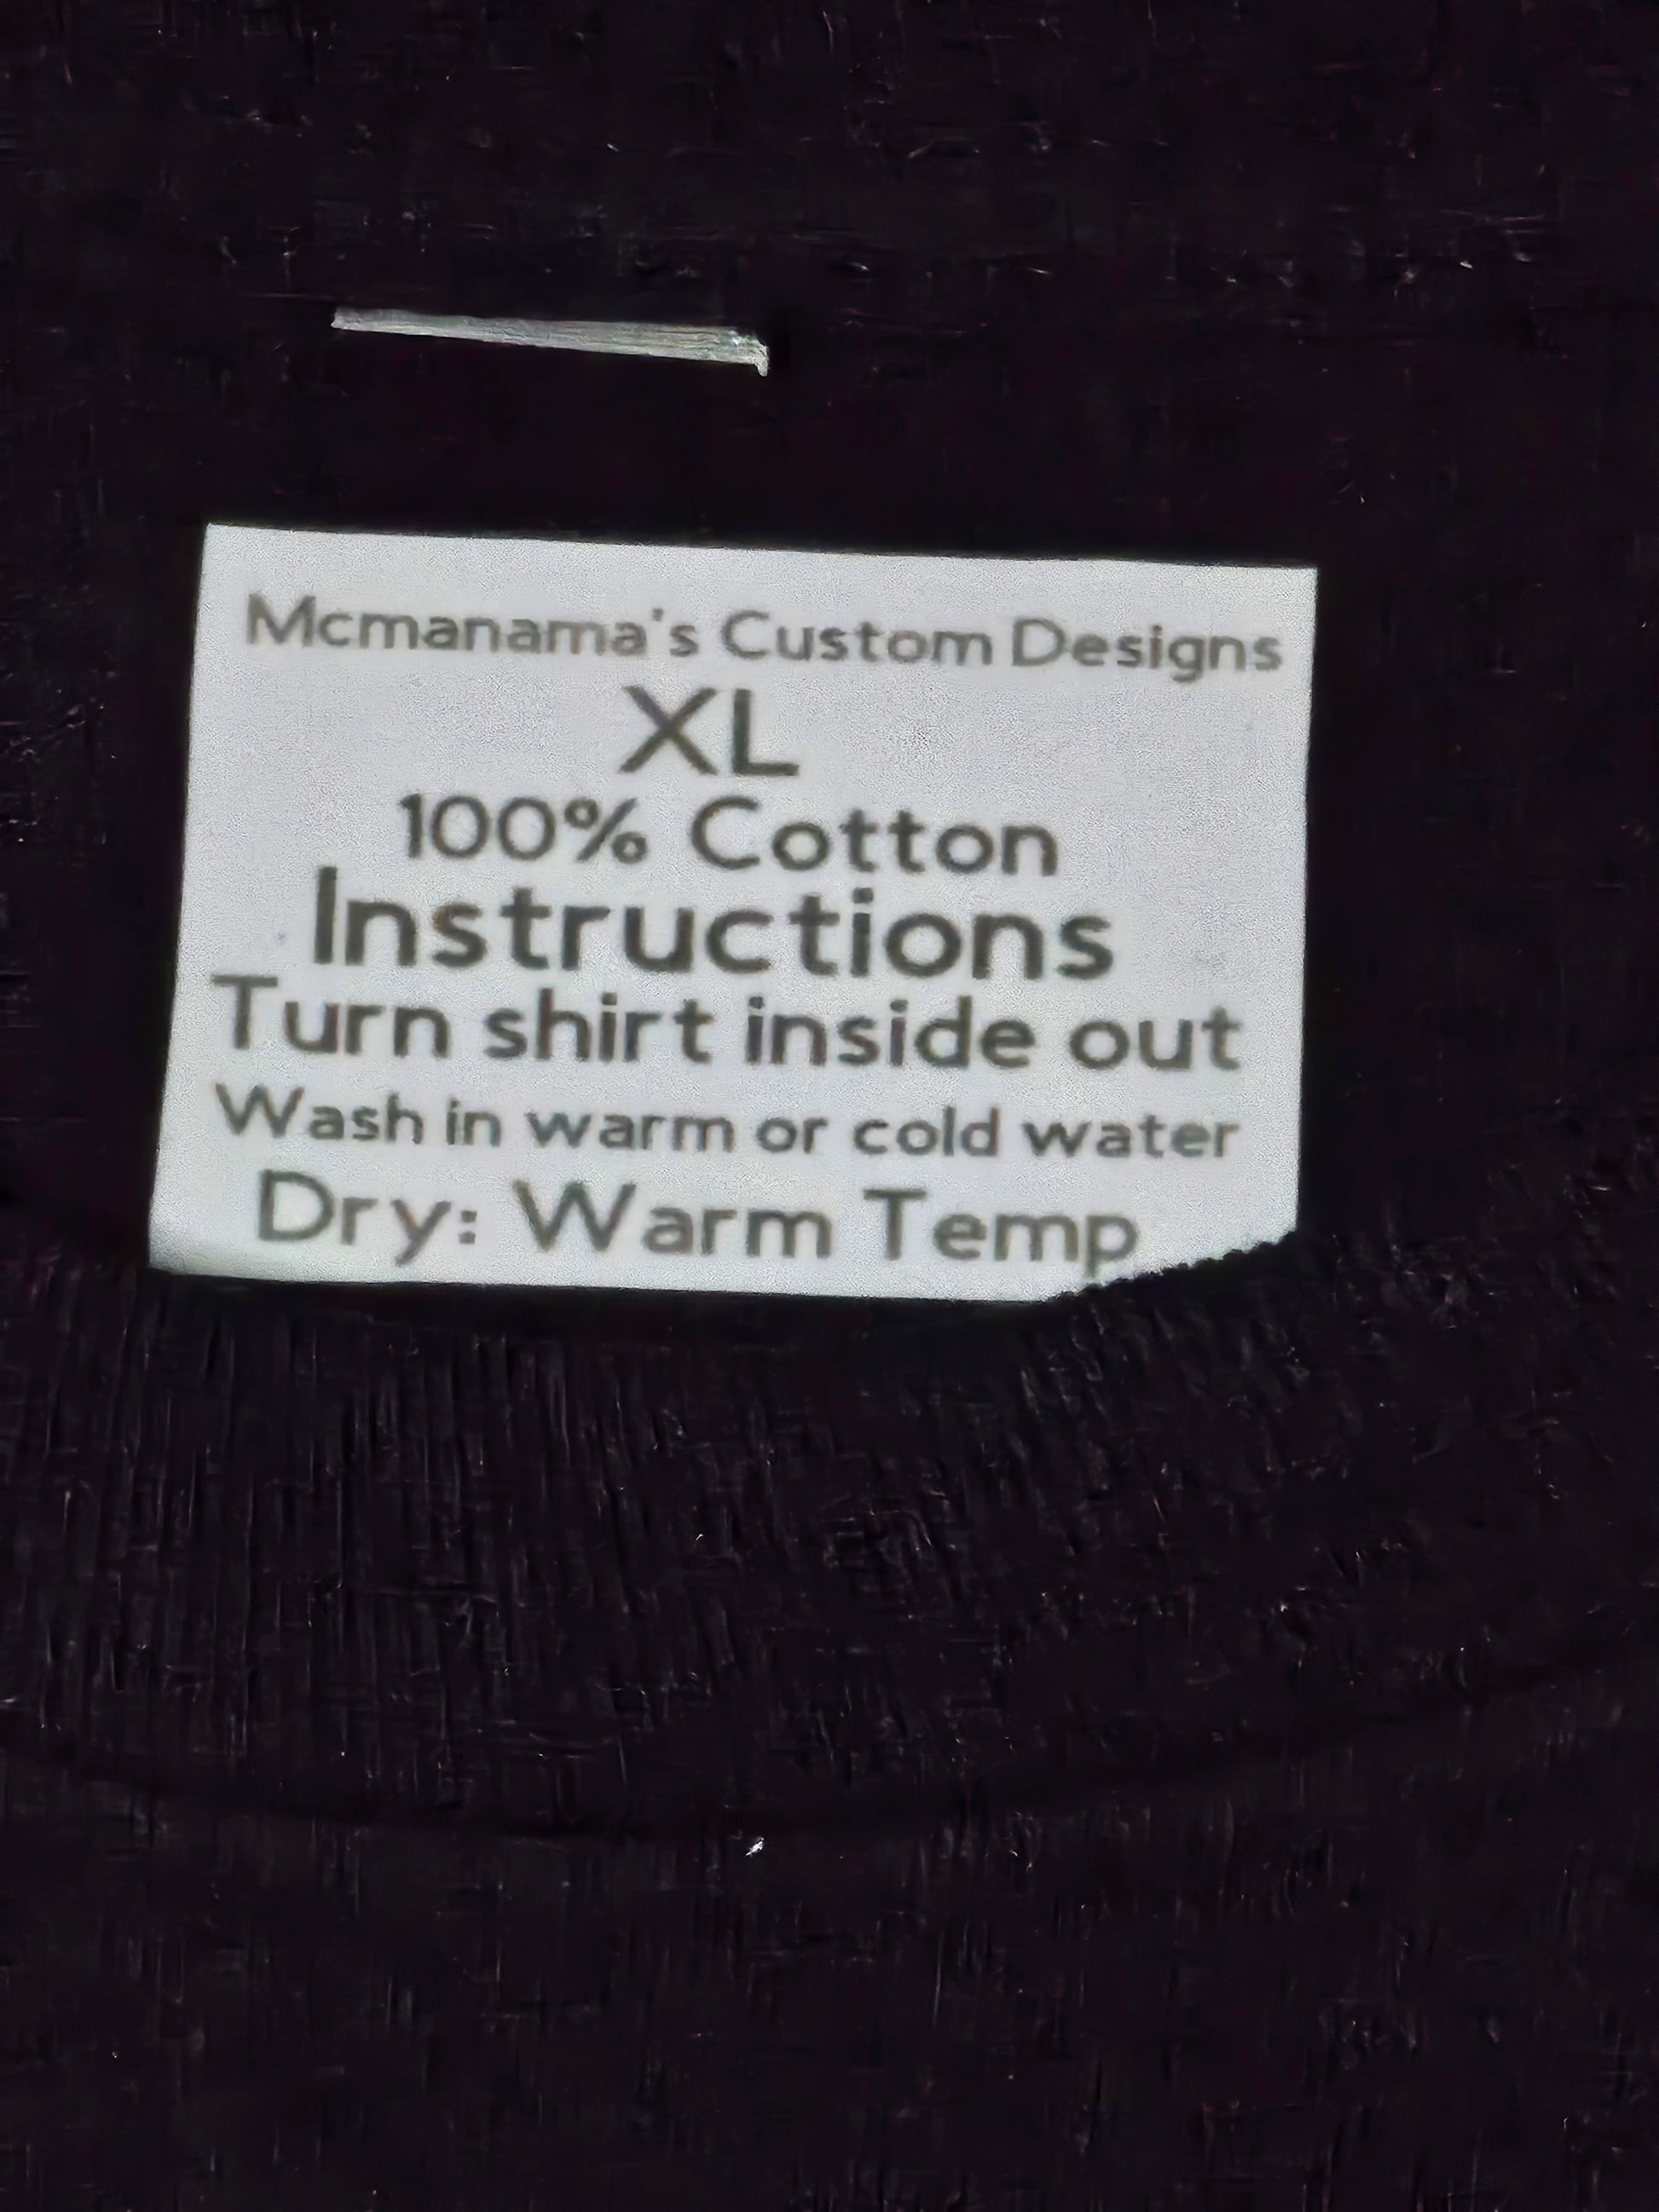 Mcmanama's Custom Designs
XL
100% Cotton
Instructions
Turn shirt inside out
Wash in warm or cold water
Dry: Warm Temp